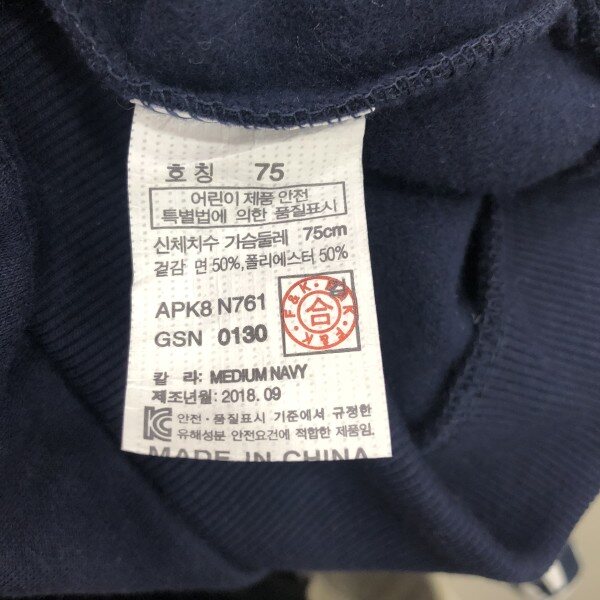 호 칭 75
어린이 제품 안전
특별법에 의한 품질표시
신체치수 가슴둘레 75cm
겉감 면 50%,폴리에스터 50%
APK8 N761
GSN 0130
F&K F&K F&K
合
칼 라: MEDIUM NAVY
제조년월: 2018. 09
KC 안전·품질표시 기준에서 규정한
유해성분 안전요건에 적합한 제품임.
MADE IN CHINA